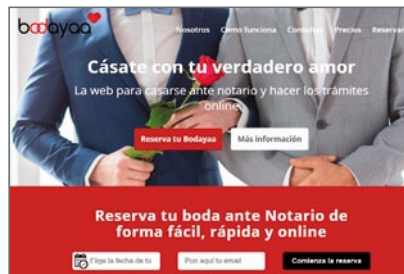 bodayaa
Nosotros Cómo funciona Consultas Precios Reservar
Cásate con tu verdadero amor
La web para casarse ante notario y hacer los trámites
online
Reserva tu Bodayaa Más información
Reserva tu boda ante Notario de
forma fácil, rápida y online
Elige la fecha de tu Pon aquí tu email Comienza la reserva